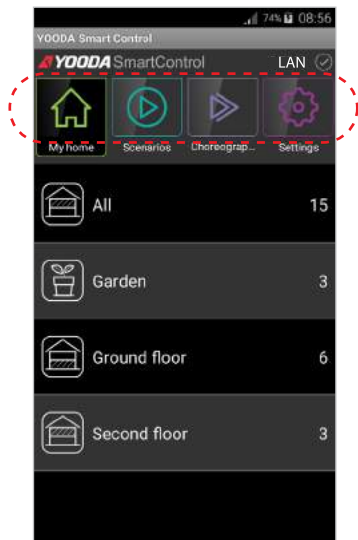 74% 08:56
YOODA Smart Control
YOODA SmartControl LAN
My home Scenarios Choreograp... Settings
All 15
Garden 3
Ground floor 6
Second floor 3